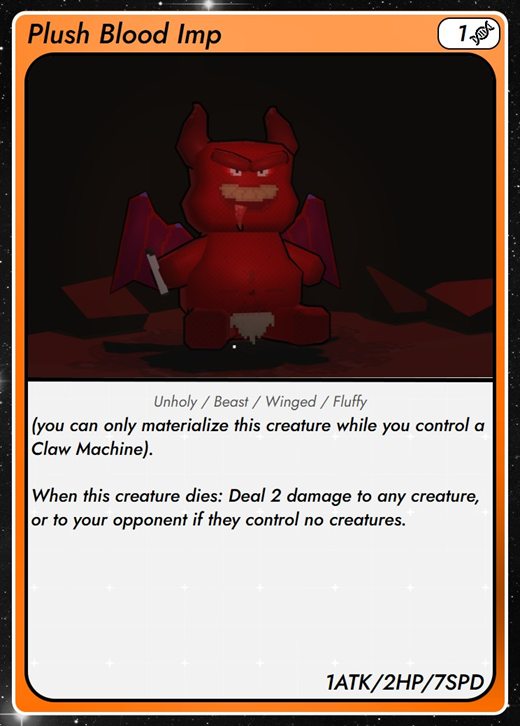 Plush Blood Imp
1
Unholy / Beast / Winged / Fluffy
(you can only materialize this creature while you control a
Claw Machine).
When this creature dies: Deal 2 damage to any creature,
or to your opponent if they control no creatures.
1ATK/2HP/7SPD